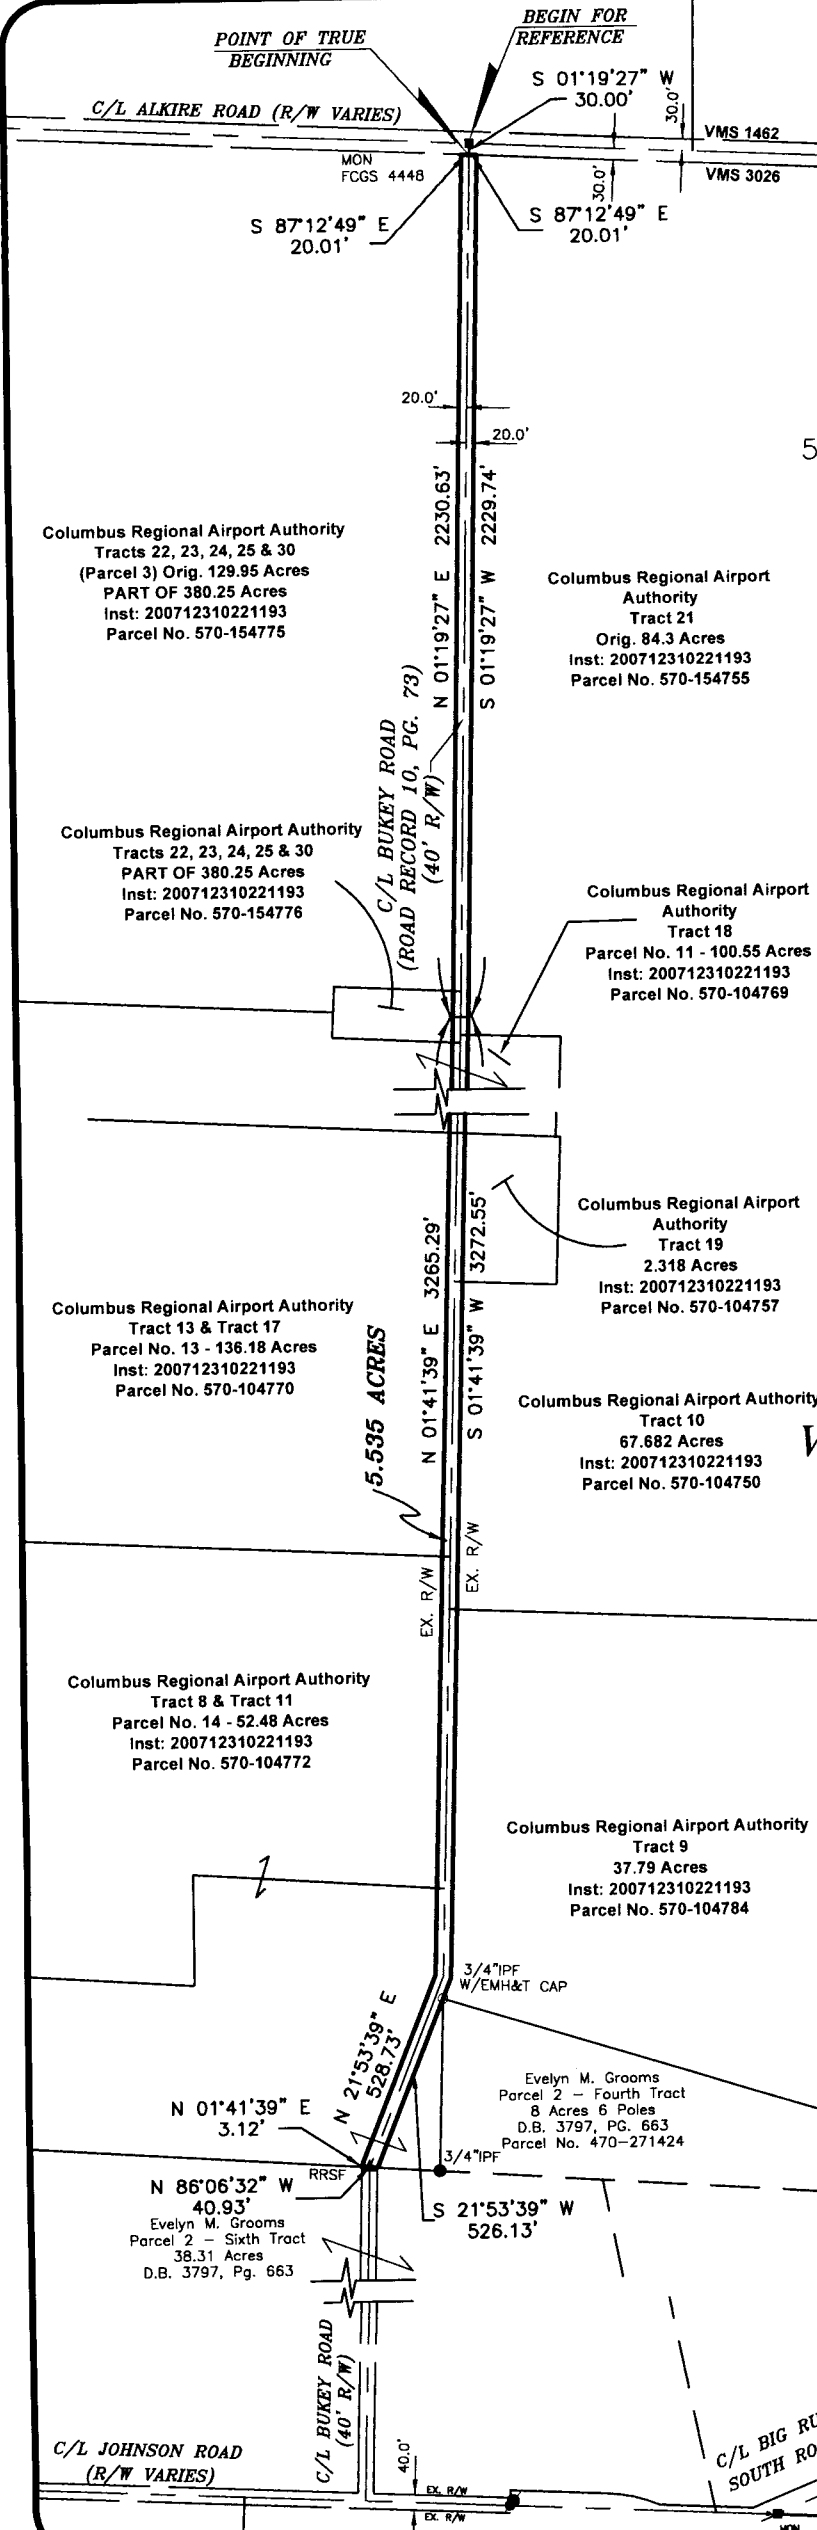 BEGIN FOR
REFERENCE
POINT OF TRUE
BEGINNING
S 01°19'27" W
30.00'
C/L ALKIRE ROAD (R/W VARIES)
30.0'
VMS 1462
MON
FCGS 4448
VMS 3026
30.0'
S 87°12'49" E
20.01'
S 87°12'49" E
20.01'
20.0'
20.0'
5
N 01°19'27" E 2230.63'
S 01°19'27" W 2229.74'
Columbus Regional Airport Authority
Tracts 22, 23, 24, 25 & 30
(Parcel 3) Orig. 129.95 Acres
PART OF 380.25 Acres
Inst: 200712310221193
Parcel No. 570-154775
Columbus Regional Airport
Authority
Tract 21
Orig. 84.3 Acres
Inst: 200712310221193
Parcel No. 570-154755
C/L BUKEY ROAD
(ROAD RECORD 10, PG. 73)
(40' R/W)
Columbus Regional Airport Authority
Tracts 22, 23, 24, 25 & 30
PART OF 380.25 Acres
Inst: 200712310221193
Parcel No. 570-154776
Columbus Regional Airport
Authority
Tract 18
Parcel No. 11 - 100.55 Acres
Inst: 200712310221193
Parcel No. 570-104769
N 01°41'39" E 3265.29'
S 01°41'39" W 3272.55'
Columbus Regional Airport
Authority
Tract 19
2.318 Acres
Inst: 200712310221193
Parcel No. 570-104757
Columbus Regional Airport Authority
Tract 13 & Tract 17
Parcel No. 13 - 136.18 Acres
Inst: 200712310221193
Parcel No. 570-104770
5.535 ACRES
Columbus Regional Airport Authority
Tract 10
67.682 Acres
Inst: 200712310221193
Parcel No. 570-104750
EX. R/W
EX. R/W
Columbus Regional Airport Authority
Tract 8 & Tract 11
Parcel No. 14 - 52.48 Acres
Inst: 200712310221193
Parcel No. 570-104772
Columbus Regional Airport Authority
Tract 9
37.79 Acres
Inst: 200712310221193
Parcel No. 570-104784
3/4"IPF
W/EMH&T CAP
N 21°53'39" E
528.73'
Evelyn M. Grooms
Parcel 2 - Fourth Tract
8 Acres 6 Poles
D.B. 3797, PG. 663
Parcel No. 470-271424
N 01°41'39" E
3.12'
3/4"IPF
RRSF
N 86°06'32" W
40.93'
S 21°53'39" W
526.13'
Evelyn M. Grooms
Parcel 2 - Sixth Tract
38.31 Acres
D.B. 3797, Pg. 663
C/L BUKEY ROAD
(40' R/W)
C/L JOHNSON ROAD
(R/W VARIES)
40.0'
EX. R/W
EX. R/W
C/L BIG RU
SOUTH RO
MON